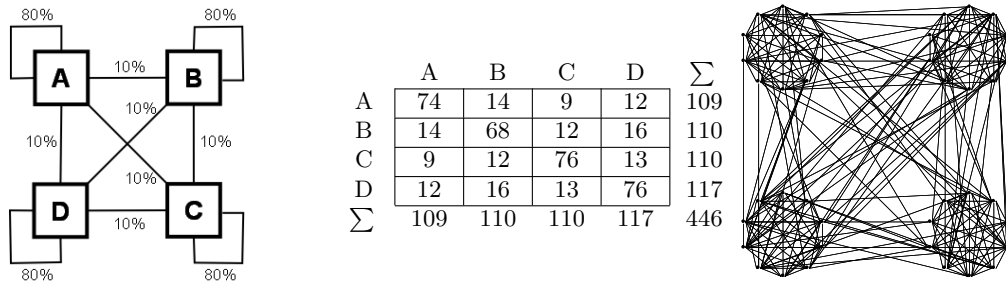 80% 80%
A B
10%
10%
10% 10%
10%
D C
10%
80% 80%
A B C D ∑
A 74 14 9 12 109
B 14 68 12 16 110
C 9 12 76 13 110
D 12 16 13 76 117
∑ 109 110 110 117 446